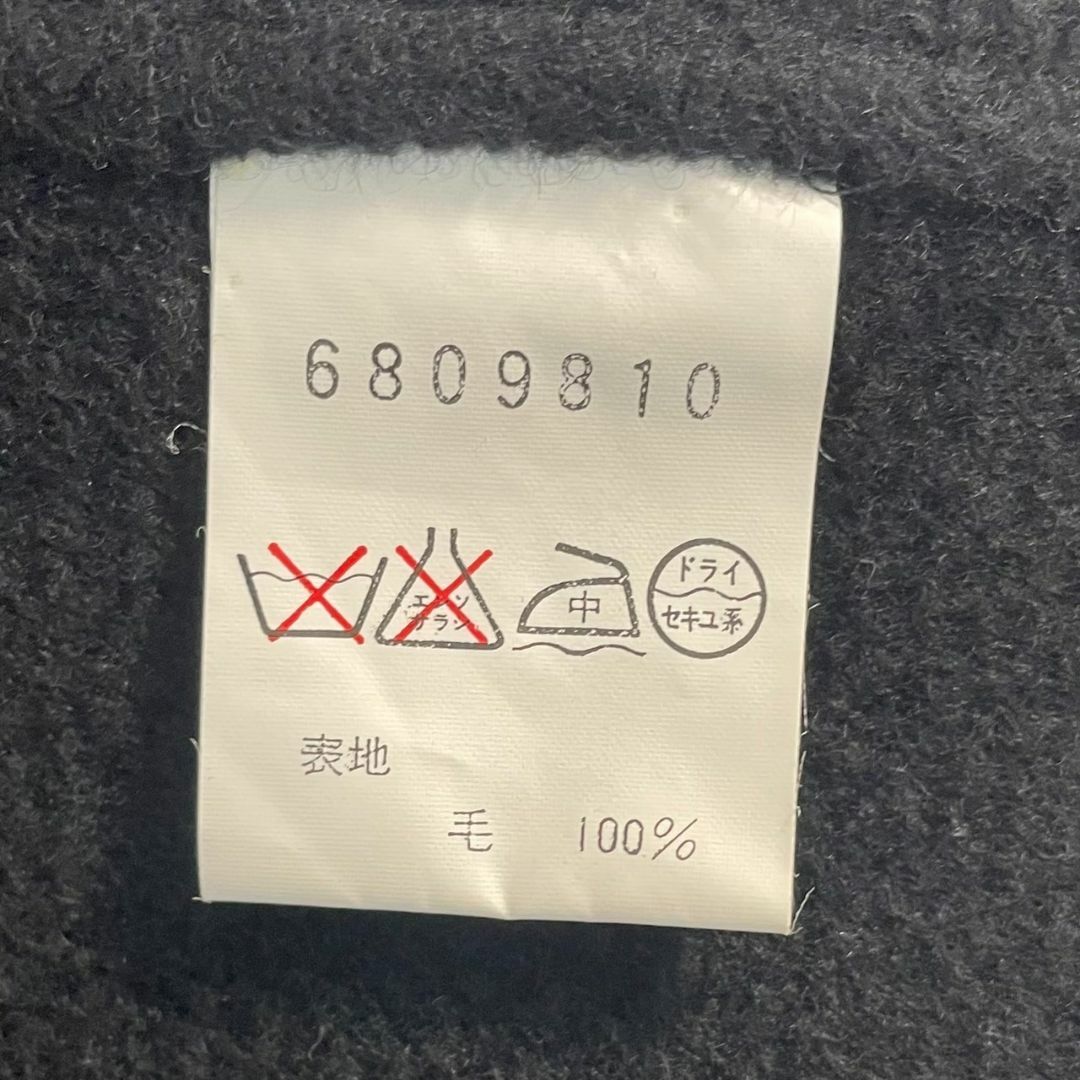 6809810
エンソ
サラシ
中
ドライ
セキユ系
表地
毛 100%